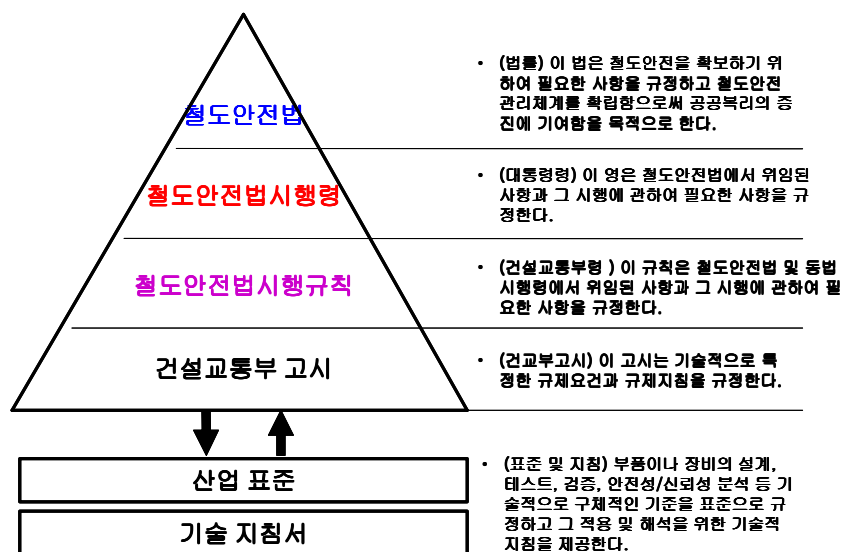 철도안전법
• (법률) 이 법은 철도안전을 확보하기 위
하여 필요한 사항을 규정하고 철도안전
관리체계를 확립함으로써 공공복리의 증
진에 기여함을 목적으로 한다.
철도안전법시행령
• (대통령령) 이 영은 철도안전법에서 위임된
사항과 그 시행에 관하여 필요한 사항을 규
정한다.
철도안전법시행규칙
• (건설교통부령 ) 이 규칙은 철도안전법 및 동법
시행령에서 위임된 사항과 그 시행에 관하여 필
요한 사항을 규정한다.
건설교통부 고시
• (건교부고시) 이 고시는 기술적으로 특
정한 규제요건과 규제지침을 규정한다.
산업 표준
기술 지침서
• (표준 및 지침) 부품이나 장비의 설계,
테스트, 검증, 안전성/신뢰성 분석 등 기
술적으로 구체적인 기준을 표준으로 규
정하고 그 적용 및 해석을 위한 기술적
지침을 제공한다.